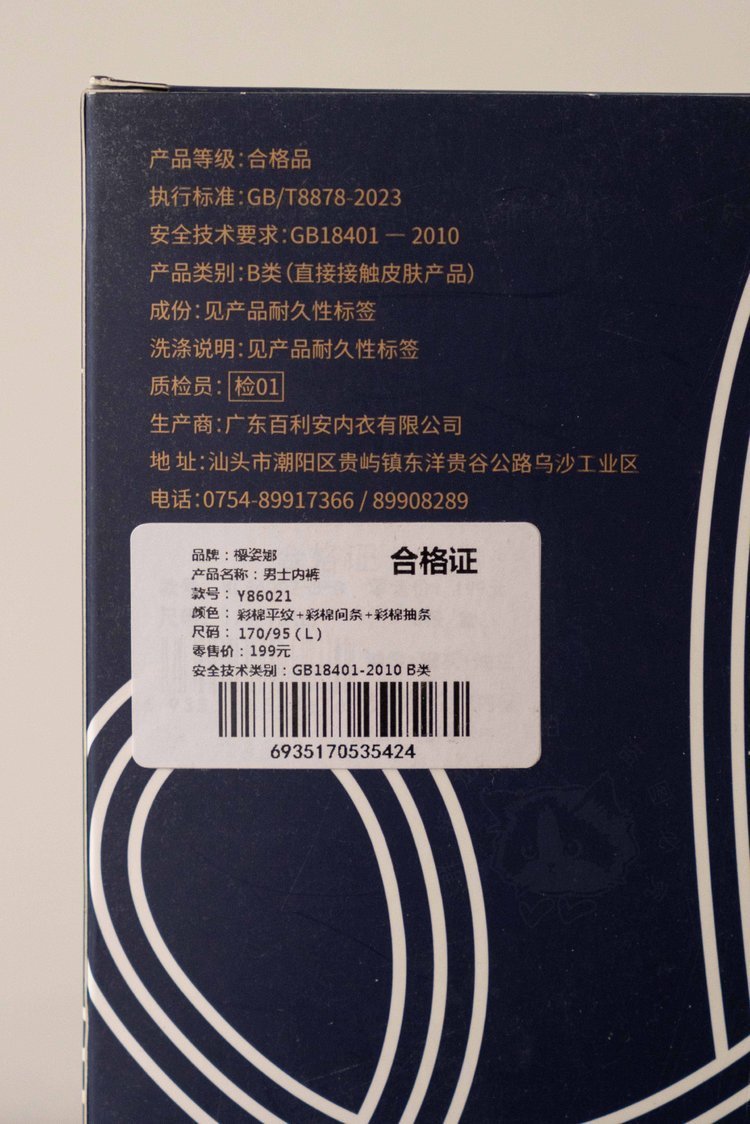 产品等级:合格品
执行标准:GB/T8878-2023
安全技术要求:GB18401 — 2010
产品类别:B类(直接接触皮肤产品)
成份:见产品耐久性标签
洗涤说明:见产品耐久性标签
质检员: 检01
生产商:广东百利安内衣有限公司
地 址:汕头市潮阳区贵屿镇东洋贵谷公路乌沙工业区
电话:0754-89917366 / 89908289
合格证
品牌:樱姿娜
产品名称:男士内裤
款号: Y86021
颜色: 彩棉平纹+彩棉间条+彩棉抽条
尺码: 170/95(L)
零售价:199元
安全技术类别:GB18401-2010 B类
6935170535424